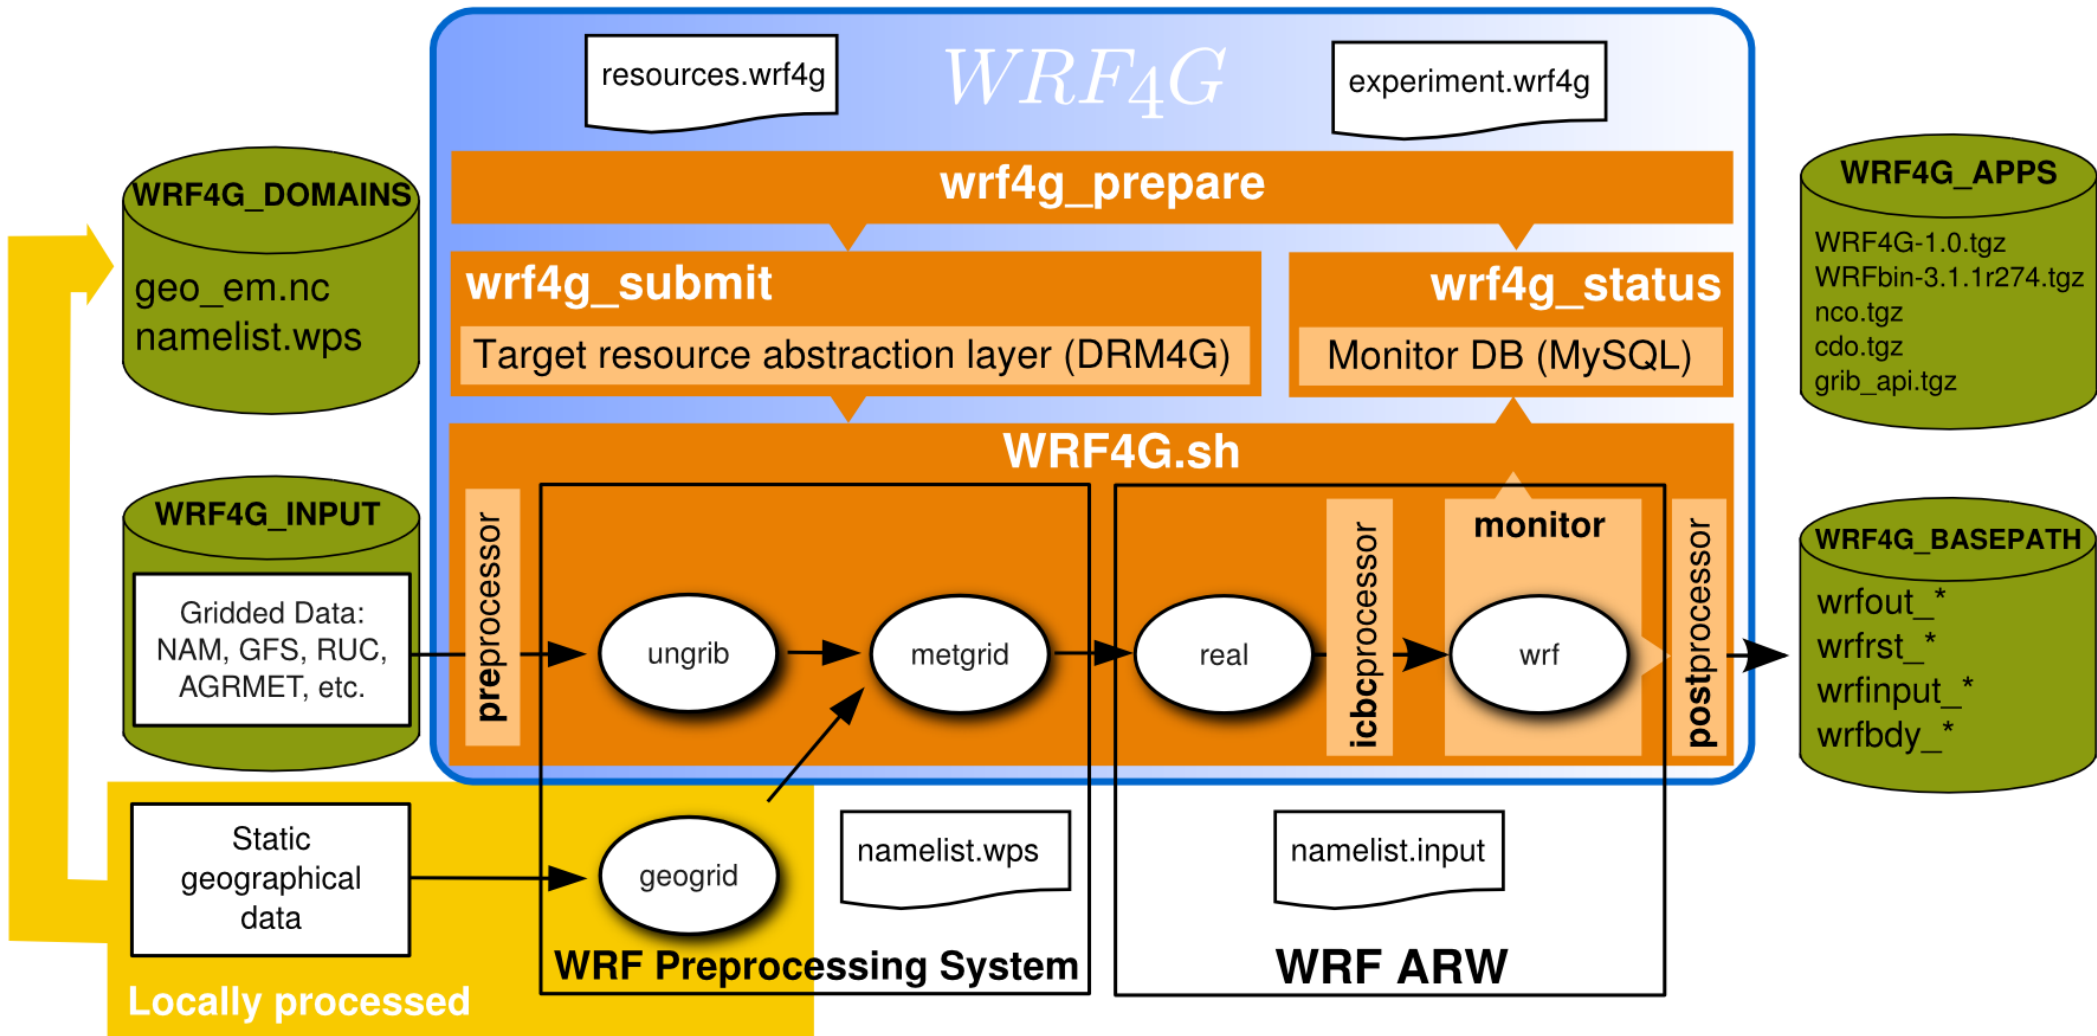 WRF4G
resources.wrf4g
experiment.wrf4g
wrf4g_prepare
wrf4g_submit
Target resource abstraction layer (DRM4G)
wrf4g_status
Monitor DB (MySQL)
WRF4G.sh
WRF4G_DOMAINS
geo_em.nc
namelist.wps
WRF4G_INPUT
Gridded Data:
NAM, GFS, RUC,
AGRMET, etc.
preprocessor
ungrib
metgrid
real
icbcprocessor
monitor
wrf
postprocessor
WRF4G_APPS
WRF4G-1.0.tgz
WRFbin-3.1.1r274.tgz
nco.tgz
cdo.tgz
grib_api.tgz
WRF4G_BASEPATH
wrfout_*
wrfrst_*
wrfinput_*
wrfbdy_*
Static
geographical
data
geogrid
namelist.wps
namelist.input
WRF Preprocessing System
WRF ARW
Locally processed